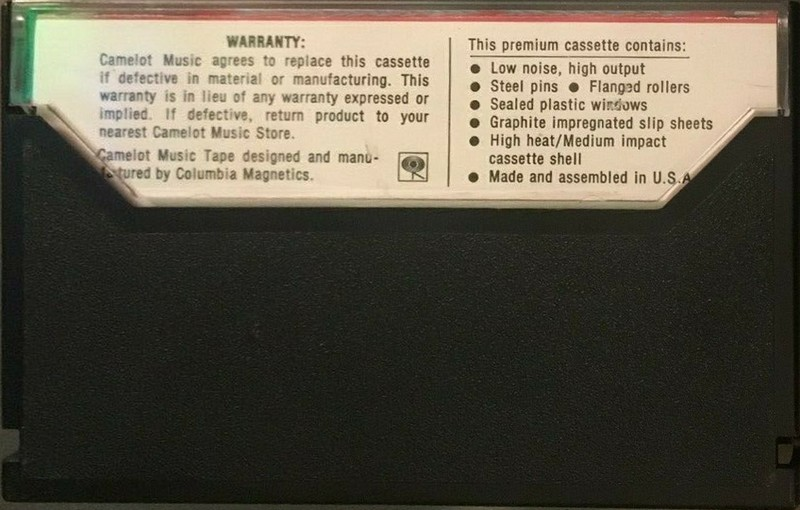 WARRANTY:
Camelot Music agrees to replace this cassette
if defective in material or manufacturing. This
warranty is in lieu of any warranty expressed or
implied. If defective, return product to your
nearest Camelot Music Store.
Camelot Music Tape designed and manu-
factured by Columbia Magnetics.
This premium cassette contains:
● Low noise, high output
● Steel pins ● Flanged rollers
● Sealed plastic windows
● Graphite impregnated slip sheets
● High heat/Medium impact
cassette shell
● Made and assembled in U.S.A